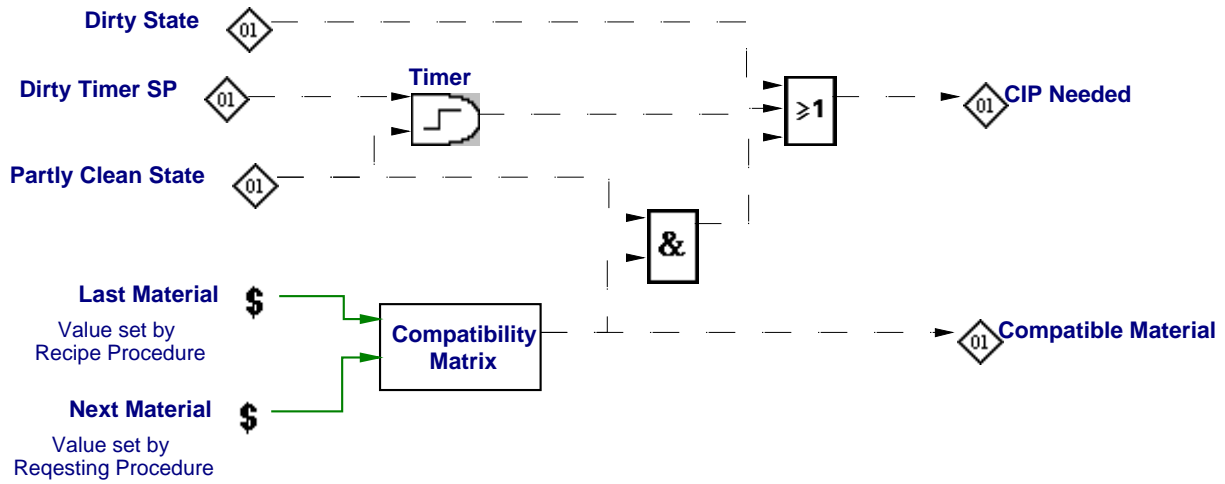 Dirty State
01
Dirty Timer SP
01
Timer
≥1
01
CIP Needed
Partly Clean State
01
&
Last Material
$
Value set by
Recipe Procedure
Compatibility
Matrix
01
Compatible Material
Next Material
$
Value set by
Reqesting Procedure